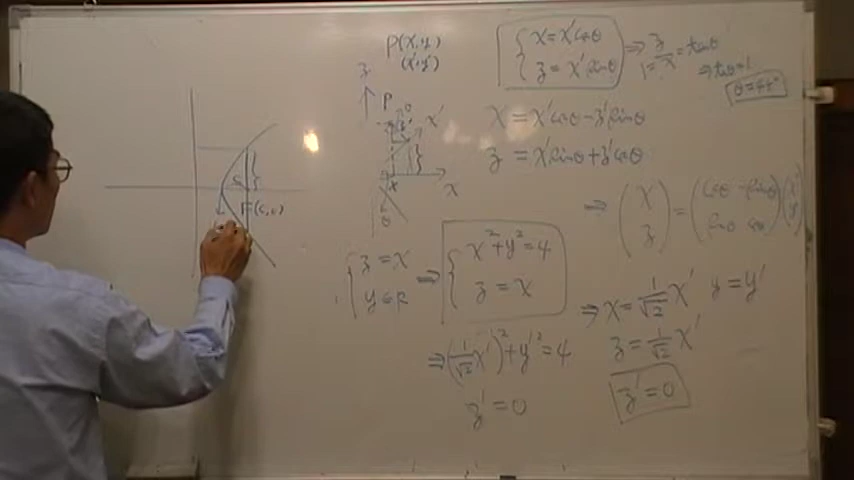 P(x,y)
(x',y')
x = x'cosθ
z = x'sinθ
⇒ z/x = tanθ
⇒ tanθ=1
θ=45°
z
P
x'
x
θ
x = x'cosθ - z'sinθ
z = x'sinθ + z'cosθ
⇒ (x z) = (cosθ -sinθ sinθ cosθ)(x' y')
F(c,0)
c
z = x
y ∈ R
⇒
x² + y² = 4
z = x
⇒ x = 1/√2 x' y = y'
z = 1/√2 x'
z' = 0
⇒ (1/√2 x')² + y'² = 4
z' = 0